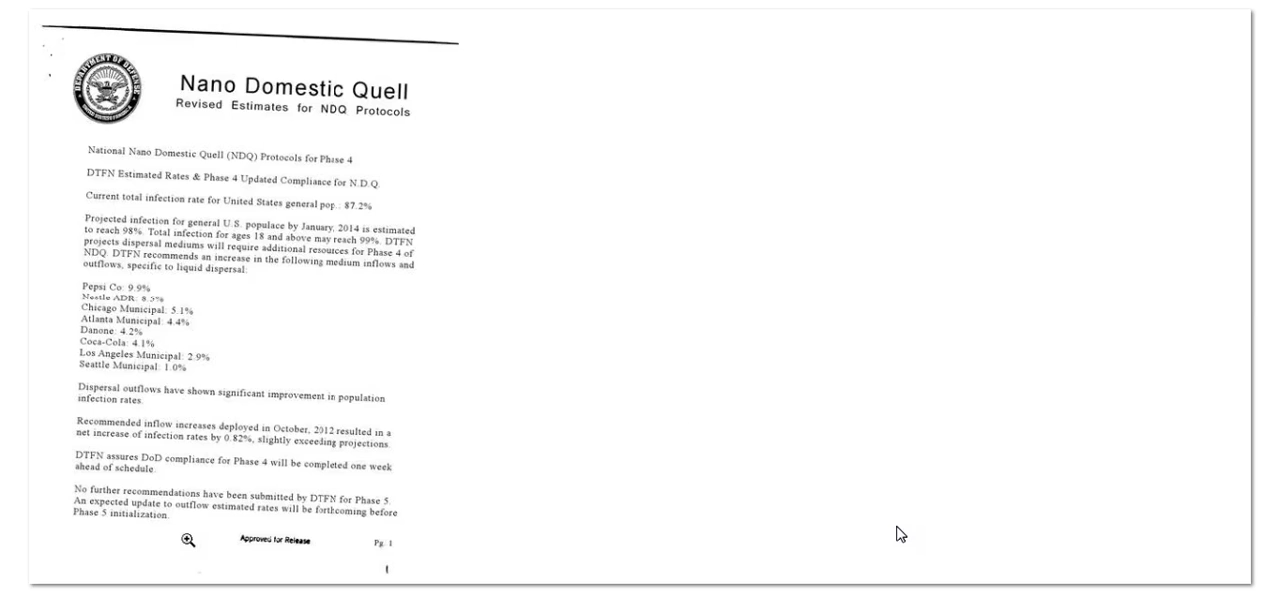 DEPARTMENT OF DEFENSE
Nano Domestic Quell
Revised Estimates for NDQ Protocols
National Nano Domestic Quell (NDQ) Protocols for Phase 4
DTFN Estimated Rates & Phase 4 Updated Compliance for N.D.Q.
Current total infection rate for United States general pop.: 87.2%
Projected infection for general U.S. populace by January, 2014 is estimated
to reach 98%. Total infection for ages 18 and above may reach 99%. DTFN
projects dispersal mediums will require additional resources for Phase 4 of
NDQ. DTFN recommends an increase in the following medium inflows and
outflows, specific to liquid dispersal:
Pepsi Co: 9.9%
Nestle ADR:
Chicago Municipal: 5.1%
Atlanta Municipal: 4.4%
Danone: 4.2%
Coca-Cola: 4.1%
Los Angeles Municipal: 2.9%
Seattle Municipal: 1.0%
Dispersal outflows have shown significant improvement in population
infection rates.
Recommended inflow increases deployed in October, 2012 resulted in a
net increase of infection rates by 0.82%, slightly exceeding projections.
DTFN assures DoD compliance for Phase 4 will be completed one week
ahead of schedule.
No further recommendations have been submitted by DTFN for Phase 5.
An expected update to outflow estimated rates will be forthcoming before
Phase 5 initialization.
Approved for Release
Pg. 1